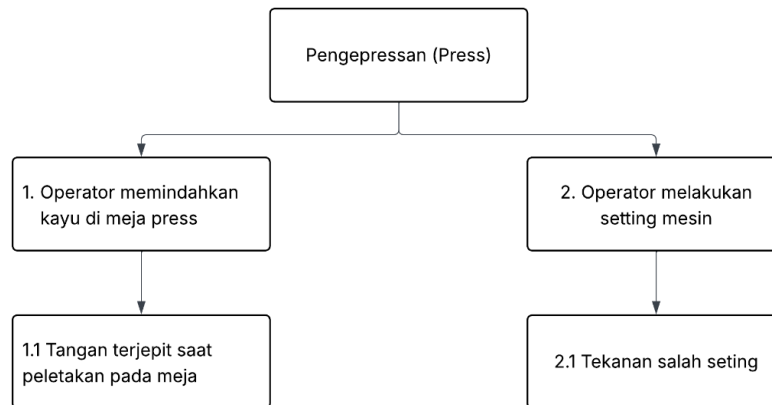 Pengepressan (Press)
1. Operator memindahkan
kayu di meja press
2. Operator melakukan
setting mesin
1.1 Tangan terjepit saat
peletakan pada meja
2.1 Tekanan salah seting